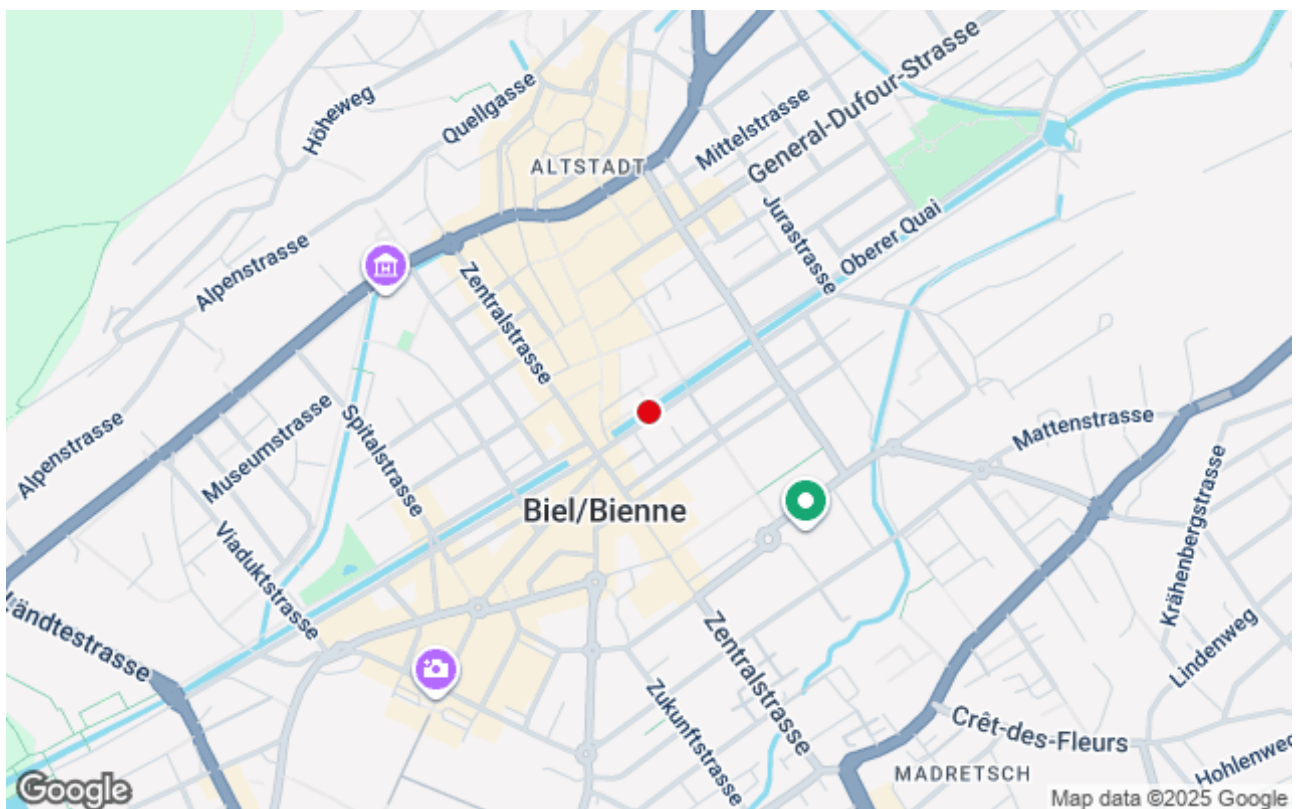 General-Dufour-Strasse
Höheweg
Quellgasse
Mittelstrasse
ALTSTADT
Jurastrasse
Oberer Quai
Alpenstrasse
Zentralstrasse
Museumstrasse
Spitalstrasse
Alpenstrasse
Mattenstrasse
Krähenbergstrasse
Biel/Bienne
Viaduktstrasse
ändtestrasse
Zentralstrasse
Zukunftstrasse
Lindenweg
Crêt-des-Fleurs
Hohlenweg
MADRETSCH
Google
Map data ©2025 Google